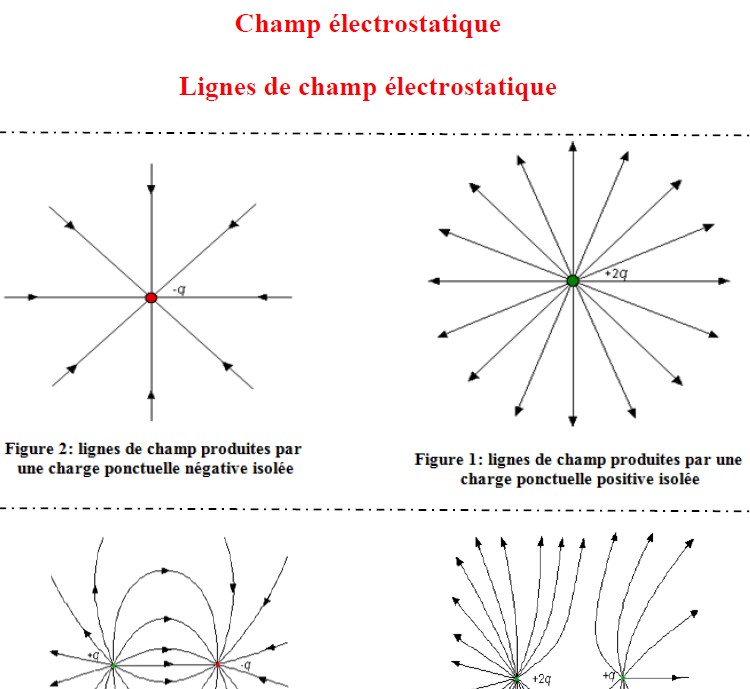 Champ électrostatique
Lignes de champ électrostatique
-q
+2q
Figure 2: lignes de champ produites par
une charge ponctuelle négative isolée
Figure 1: lignes de champ produites par une
charge ponctuelle positive isolée
+q
-q
+2q
+q